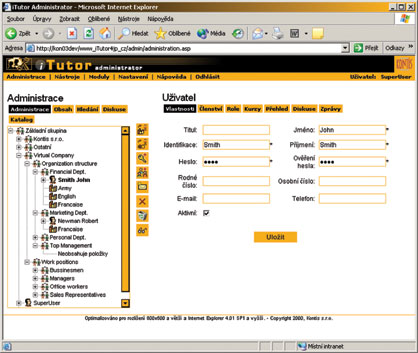 iTutor Administrator - Microsoft Internet Explorer
Soubor Úpravy Zobrazit Oblíbené Nástroje Nápověda
Zpět Hledat Oblíbené Média
Adresa http://kon03dev/www_iTutor4jp_cz/admin/administration.asp Přejít Odkazy »
iTutor administrator KONTIS
Administrace | Nástroje | Moduly | Nastavení | Nápověda | Odhlásit Uživatel: SuperUser
Administrace
Administrace Obsah Hledání Diskuse
Katalog
Základní skupina
Kontis s.r.o.
Virtual Company
Organization structure
Financial Dept.
Smith John
Army
English
Francaise
Marketing Dept.
Newman Robert
Francaise
Personal Dept.
Top Management
Neobsahuje položky
Work positions
Bussinesmen
Managers
Office workers
Sales Representatives
SuperUser
Uživatel
Vlastnosti Členství Role Kurzy Přehled Diskuse Zprávy
Titul: Jméno: John *
Identifikace: Smith * Příjmení: Smith *
Heslo: •••• * Ověření hesla: •••• *
Rodné číslo: Osobní číslo:
E-mail: Telefon:
Aktivní:
Uložit
Optimalizováno pro rozlišení 800x600 a větší a Internet Explorer 4.01 SP1 a vyšší. - Copyright 2000, Kontis s.r.o.
Místní intranet